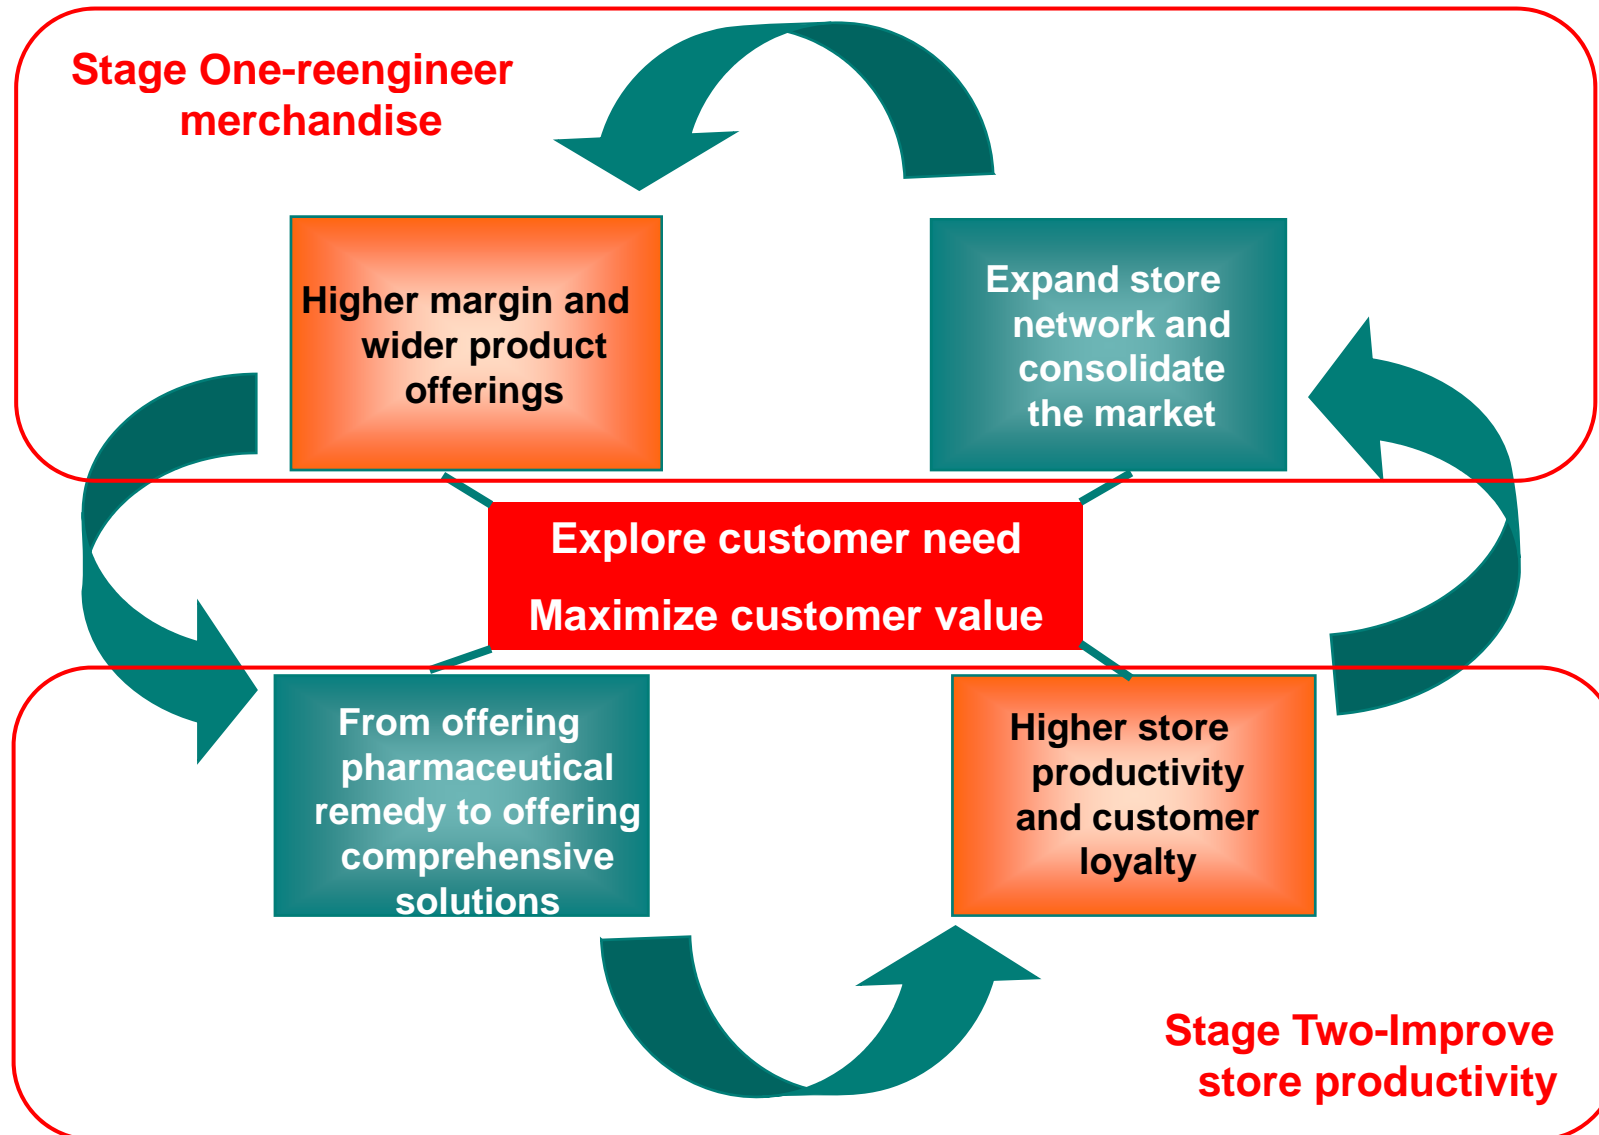 Stage One-reengineer
merchandise
Higher margin and
wider product
offerings
Expand store
network and
consolidate
the market
Explore customer need
Maximize customer value
From offering
pharmaceutical
remedy to offering
comprehensive
solutions
Higher store
productivity
and customer
loyalty
Stage Two-Improve
store productivity